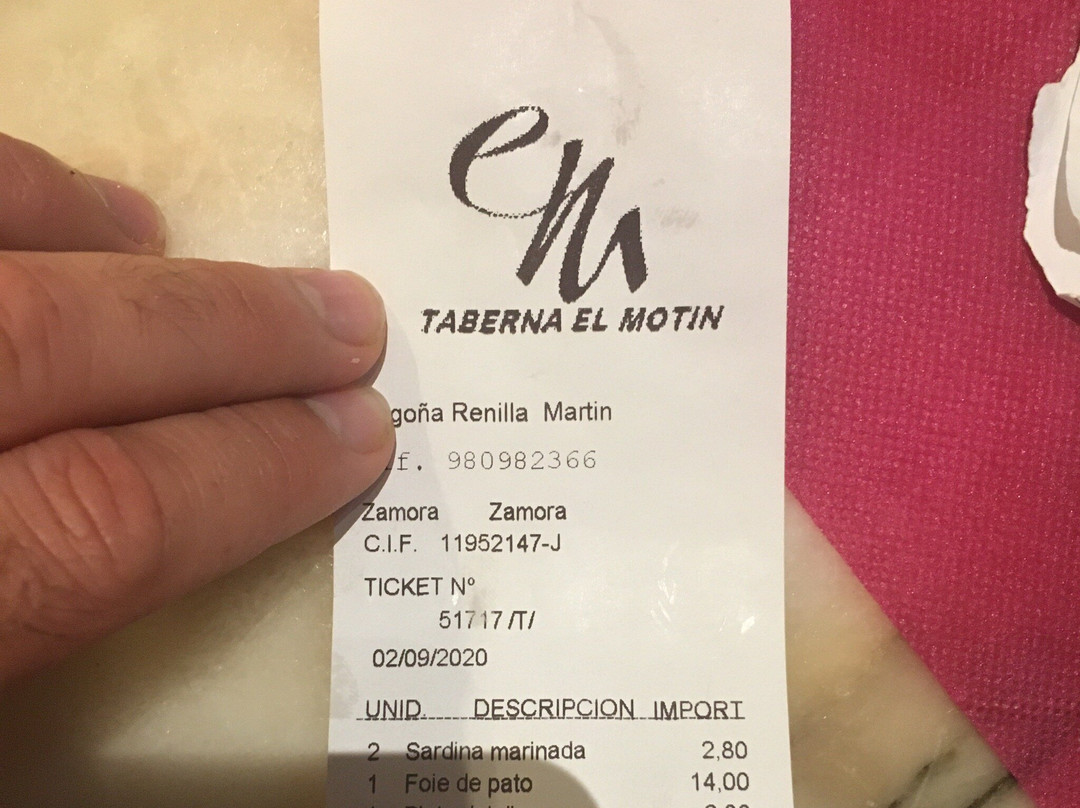 em
TABERNA EL MOTIN
goña Renilla Martin
f. 980982366
Zamora Zamora
C.I.F. 11952147-J
TICKET Nº
51717 /T/
02/09/2020
UNID. DESCRIPCION IMPORT
2 Sardina marinada 2,80
1 Foie de pato 14,00